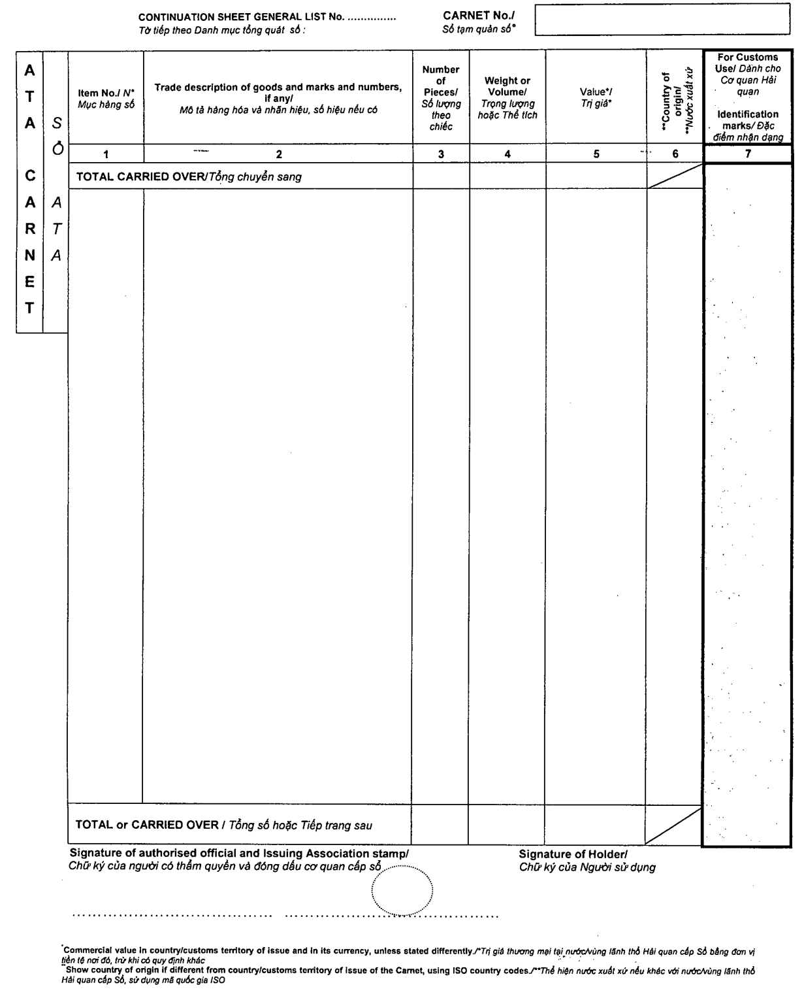 CONTINUATION SHEET GENERAL LIST No. ...............
Tờ tiếp theo Danh mục tổng quát số :
CARNET No./
Sổ tạm quản số*
ATA CARNET
SỔ ATA
Item No./ N*
Mục hàng số
Trade description of goods and marks and numbers,
if any/
Mô tả hàng hóa và nhãn hiệu, số hiệu nếu có
Number
of
Pieces/
Số lượng
theo
chiếc
Weight or
Volume/
Trọng lượng
hoặc Thể tích
Value*/
Trị giá*
**Country of
origin/
**Nước xuất xứ
For Customs
Use/ Dành cho
Cơ quan Hải
quan
Identification
marks/ Đặc
điểm nhận dạng
1 2 3 4 5 6 7
TOTAL CARRIED OVER/Tổng chuyển sang
TOTAL or CARRIED OVER / Tổng số hoặc Tiếp trang sau
Signature of authorised official and Issuing Association stamp/
Chữ ký của người có thẩm quyền và đóng dấu cơ quan cấp sổ
Signature of Holder/
Chữ ký của Người sử dụng
*Commercial value in country/customs territory of issue and in its currency, unless stated differently./*Trị giá thương mại tại nước/vùng lãnh thổ Hải quan cấp Sổ bằng đơn vị
tiền tệ nơi đó, trừ khi có quy định khác
**Show country of origin if different from country/customs territory of issue of the Carnet, using ISO country codes./**Thể hiện nước xuất xứ nếu khác với nước/vùng lãnh thổ
Hải quan cấp Sổ, sử dụng mã quốc gia ISO